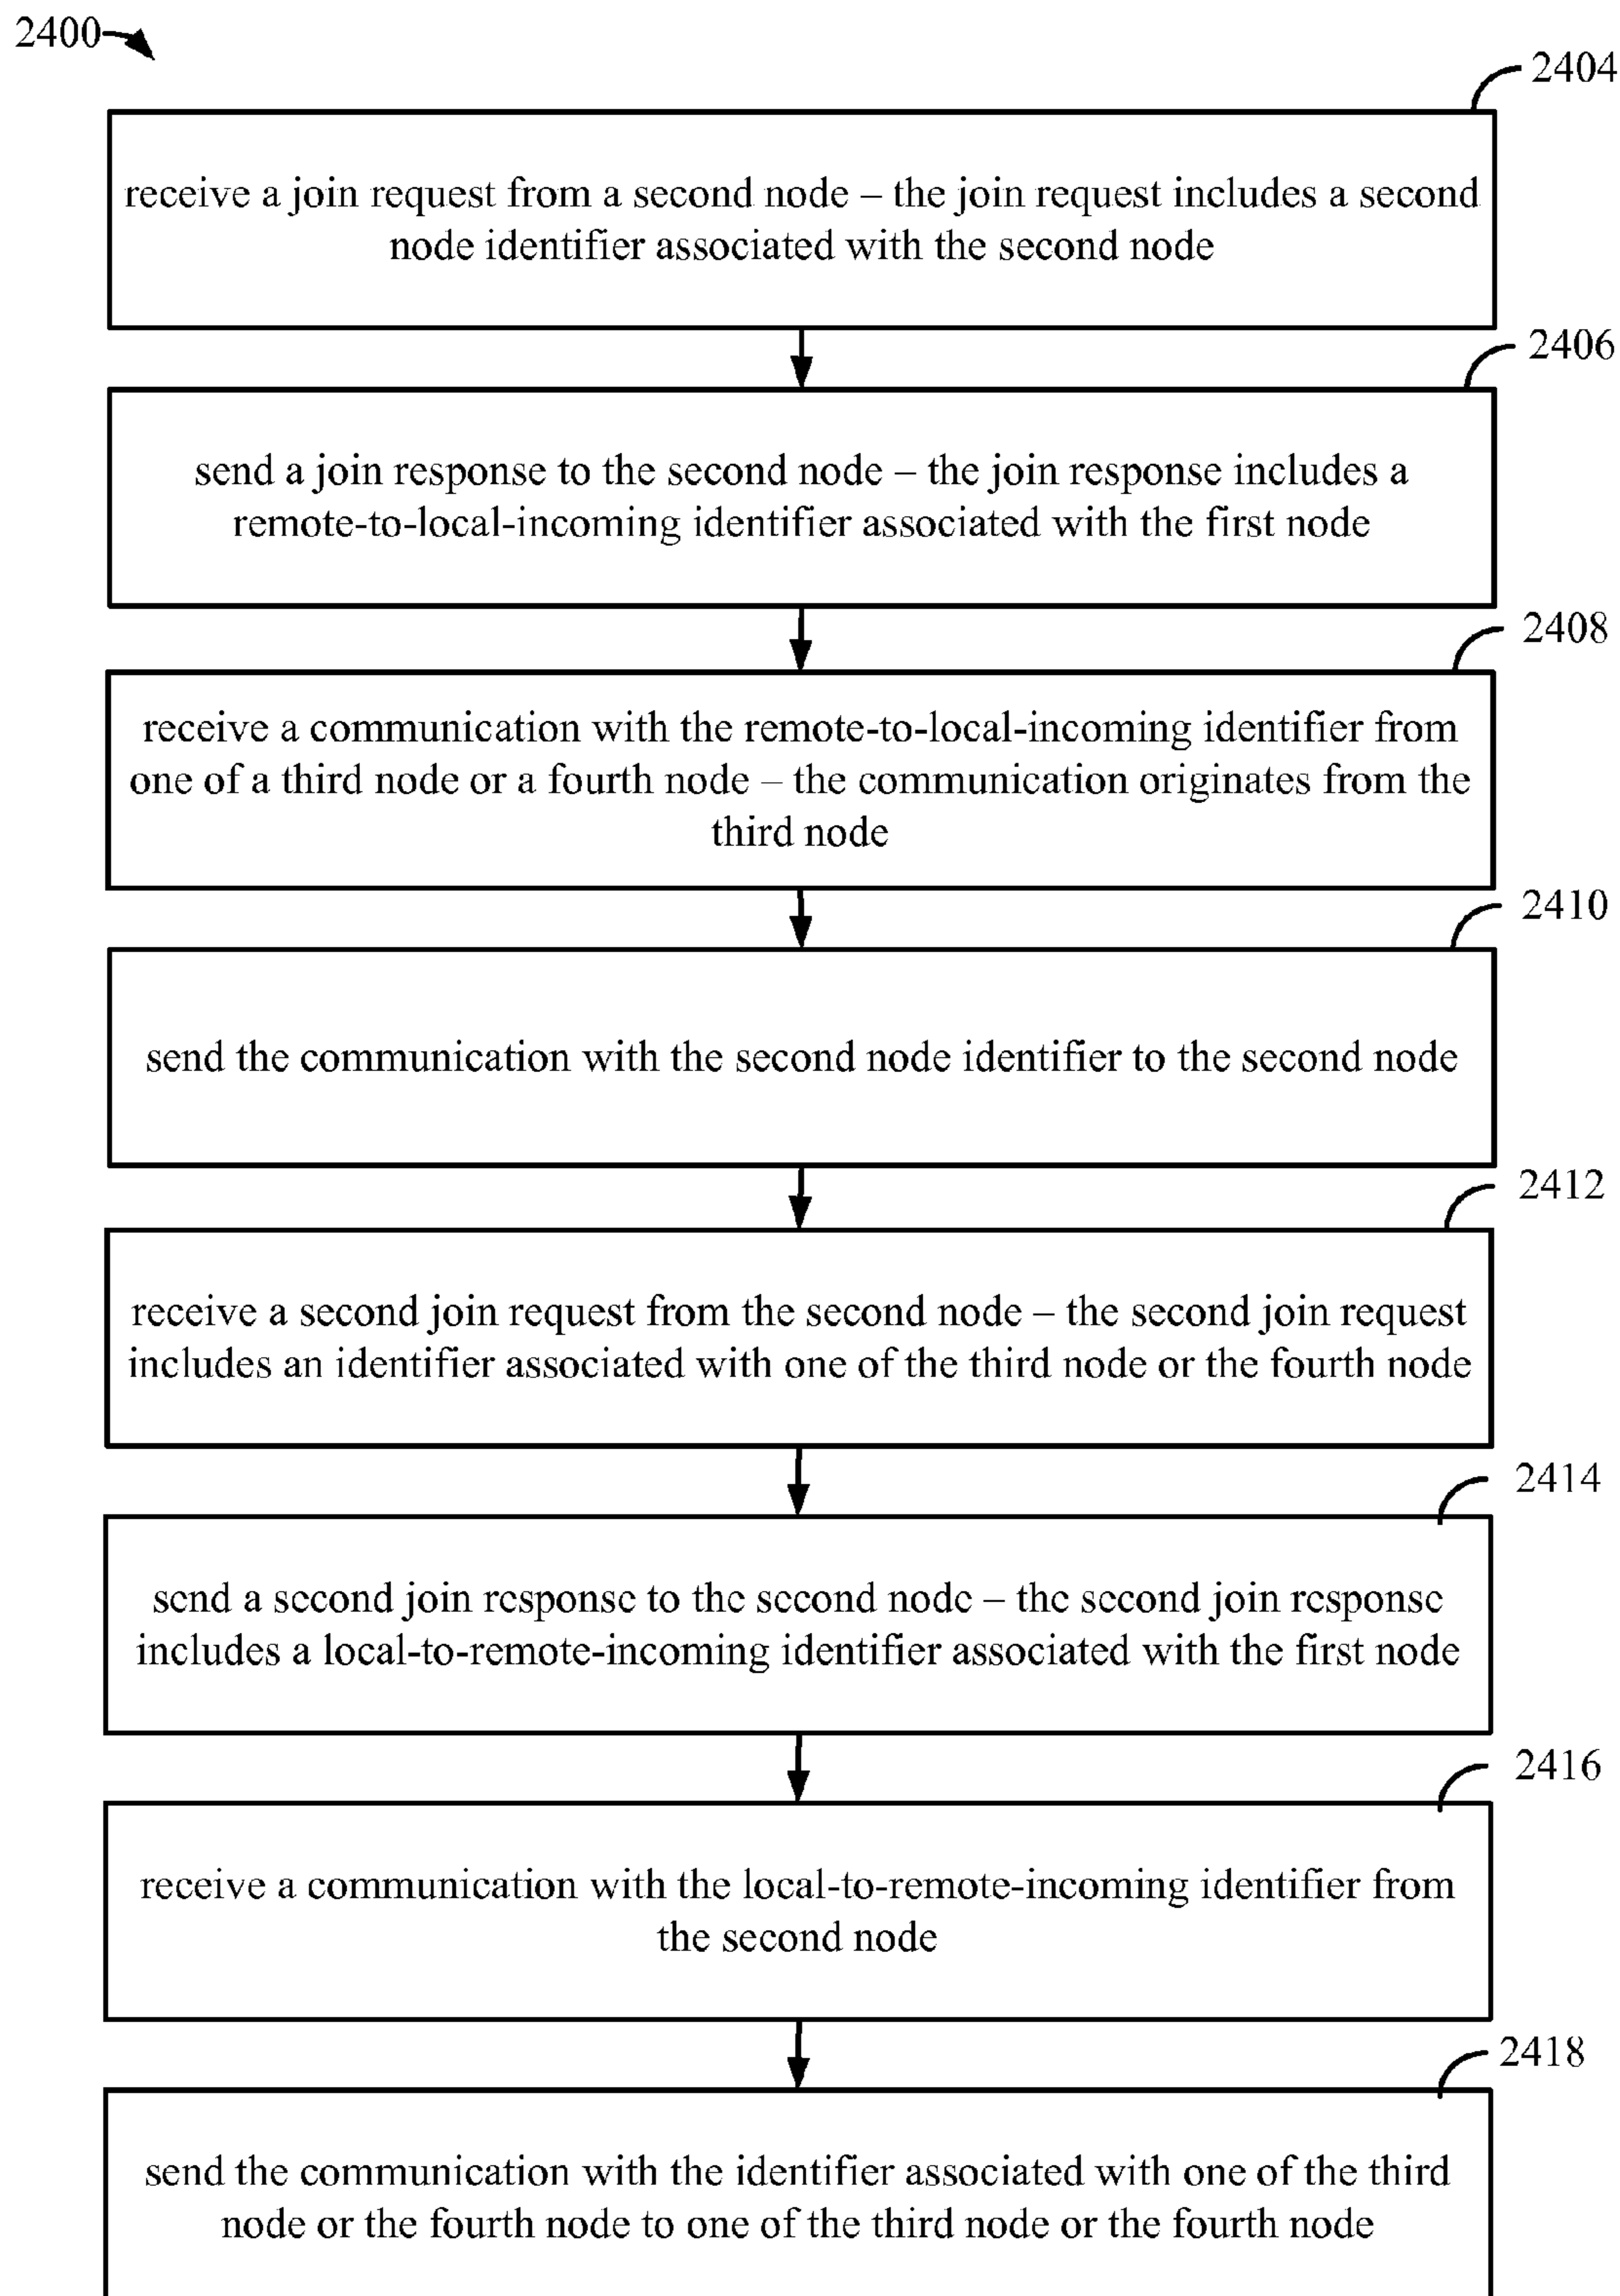 2400
2404
receive a join request from a second node – the join request includes a second
node identifier associated with the second node
2406
send a join response to the second node – the join response includes a
remote-to-local-incoming identifier associated with the first node
2408
receive a communication with the remote-to-local-incoming identifier from
one of a third node or a fourth node – the communication originates from the
third node
2410
send the communication with the second node identifier to the second node
2412
receive a second join request from the second node – the second join request
includes an identifier associated with one of the third node or the fourth node
2414
send a second join response to the second node – the second join response
includes a local-to-remote-incoming identifier associated with the first node
2416
receive a communication with the local-to-remote-incoming identifier from
the second node
2418
send the communication with the identifier associated with one of the third
node or the fourth node to one of the third node or the fourth node